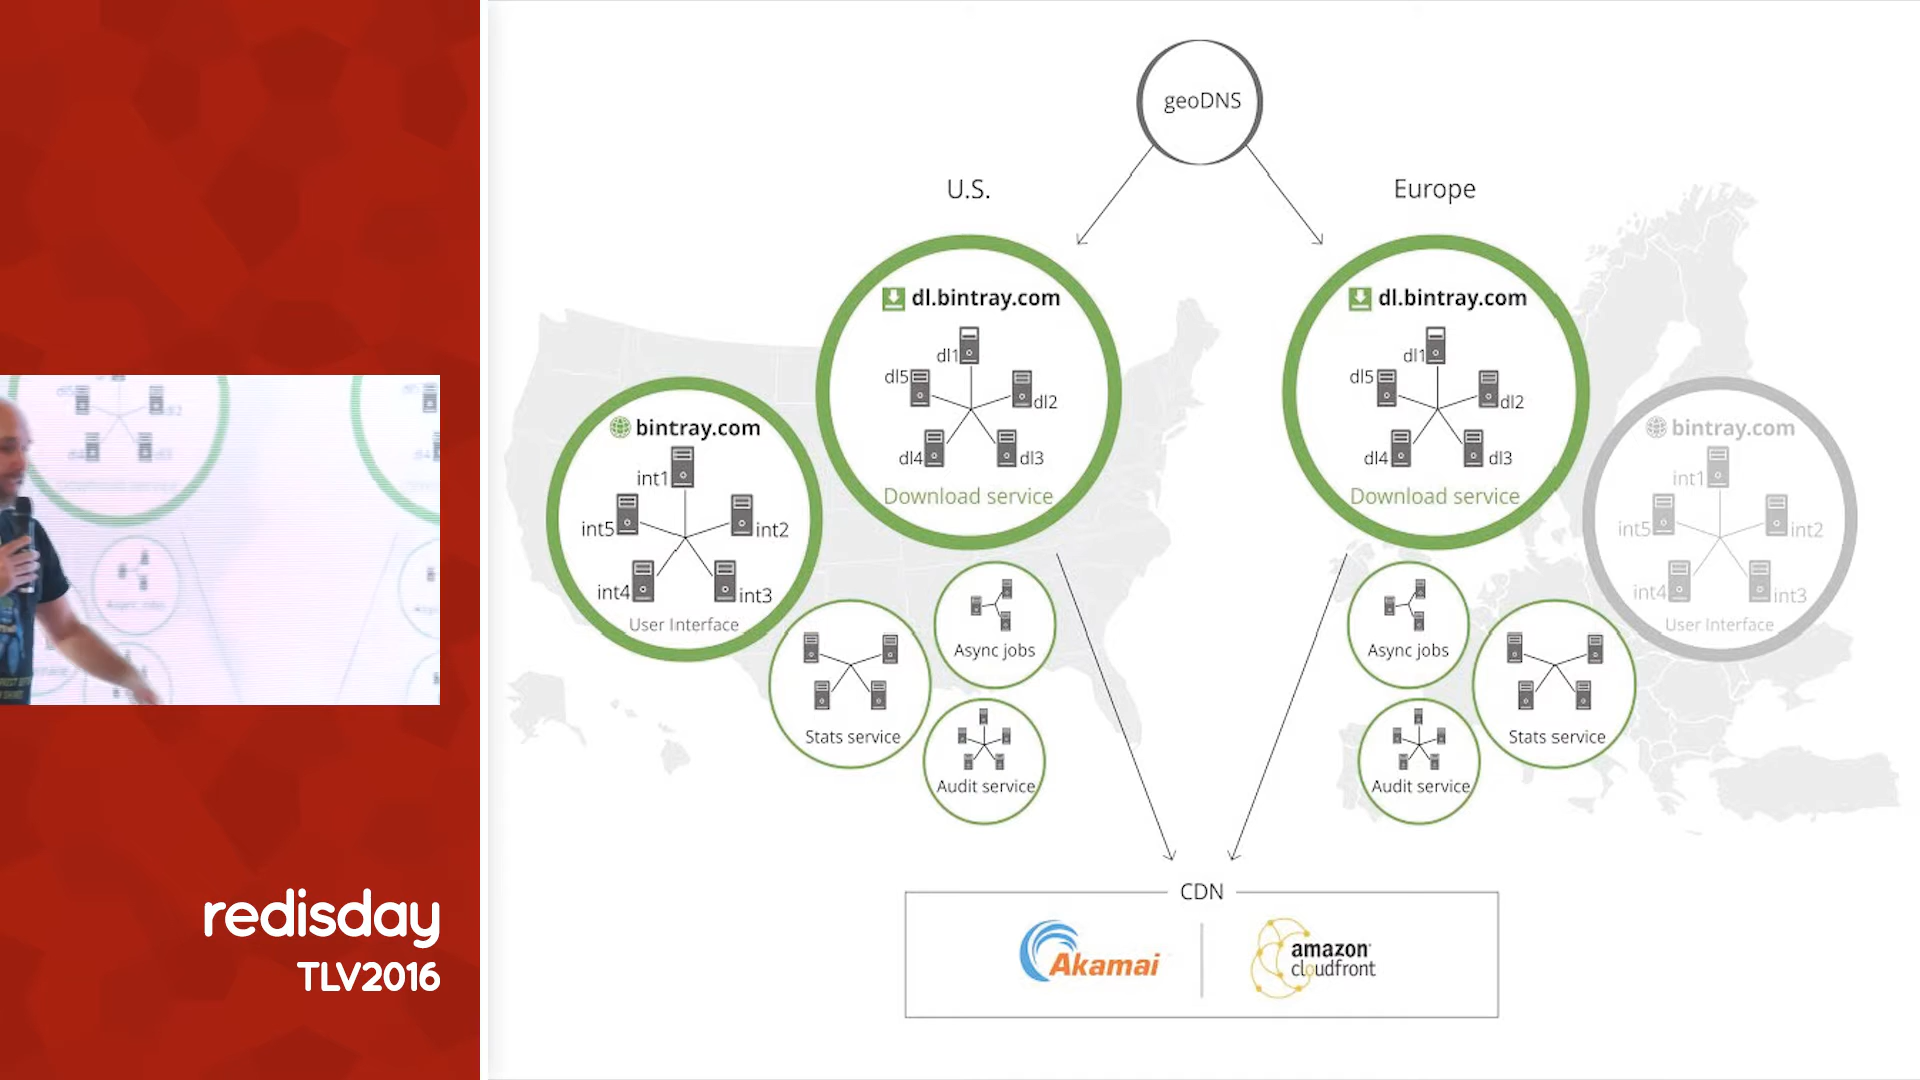 geoDNS
U.S.
Europe
dl.bintray.com
dl1
dl5
dl2
dl4
dl3
Download service
dl.bintray.com
dl1
dl5
dl2
dl4
dl3
Download service
bintray.com
int1
int5
int2
int4
int3
User Interface
bintray.com
int1
int5
int2
int4
int3
User Interface
Async jobs
Stats service
Audit service
Async jobs
Stats service
Audit service
CDN
Akamai
amazon
cloudfront
redisday
TLV2016